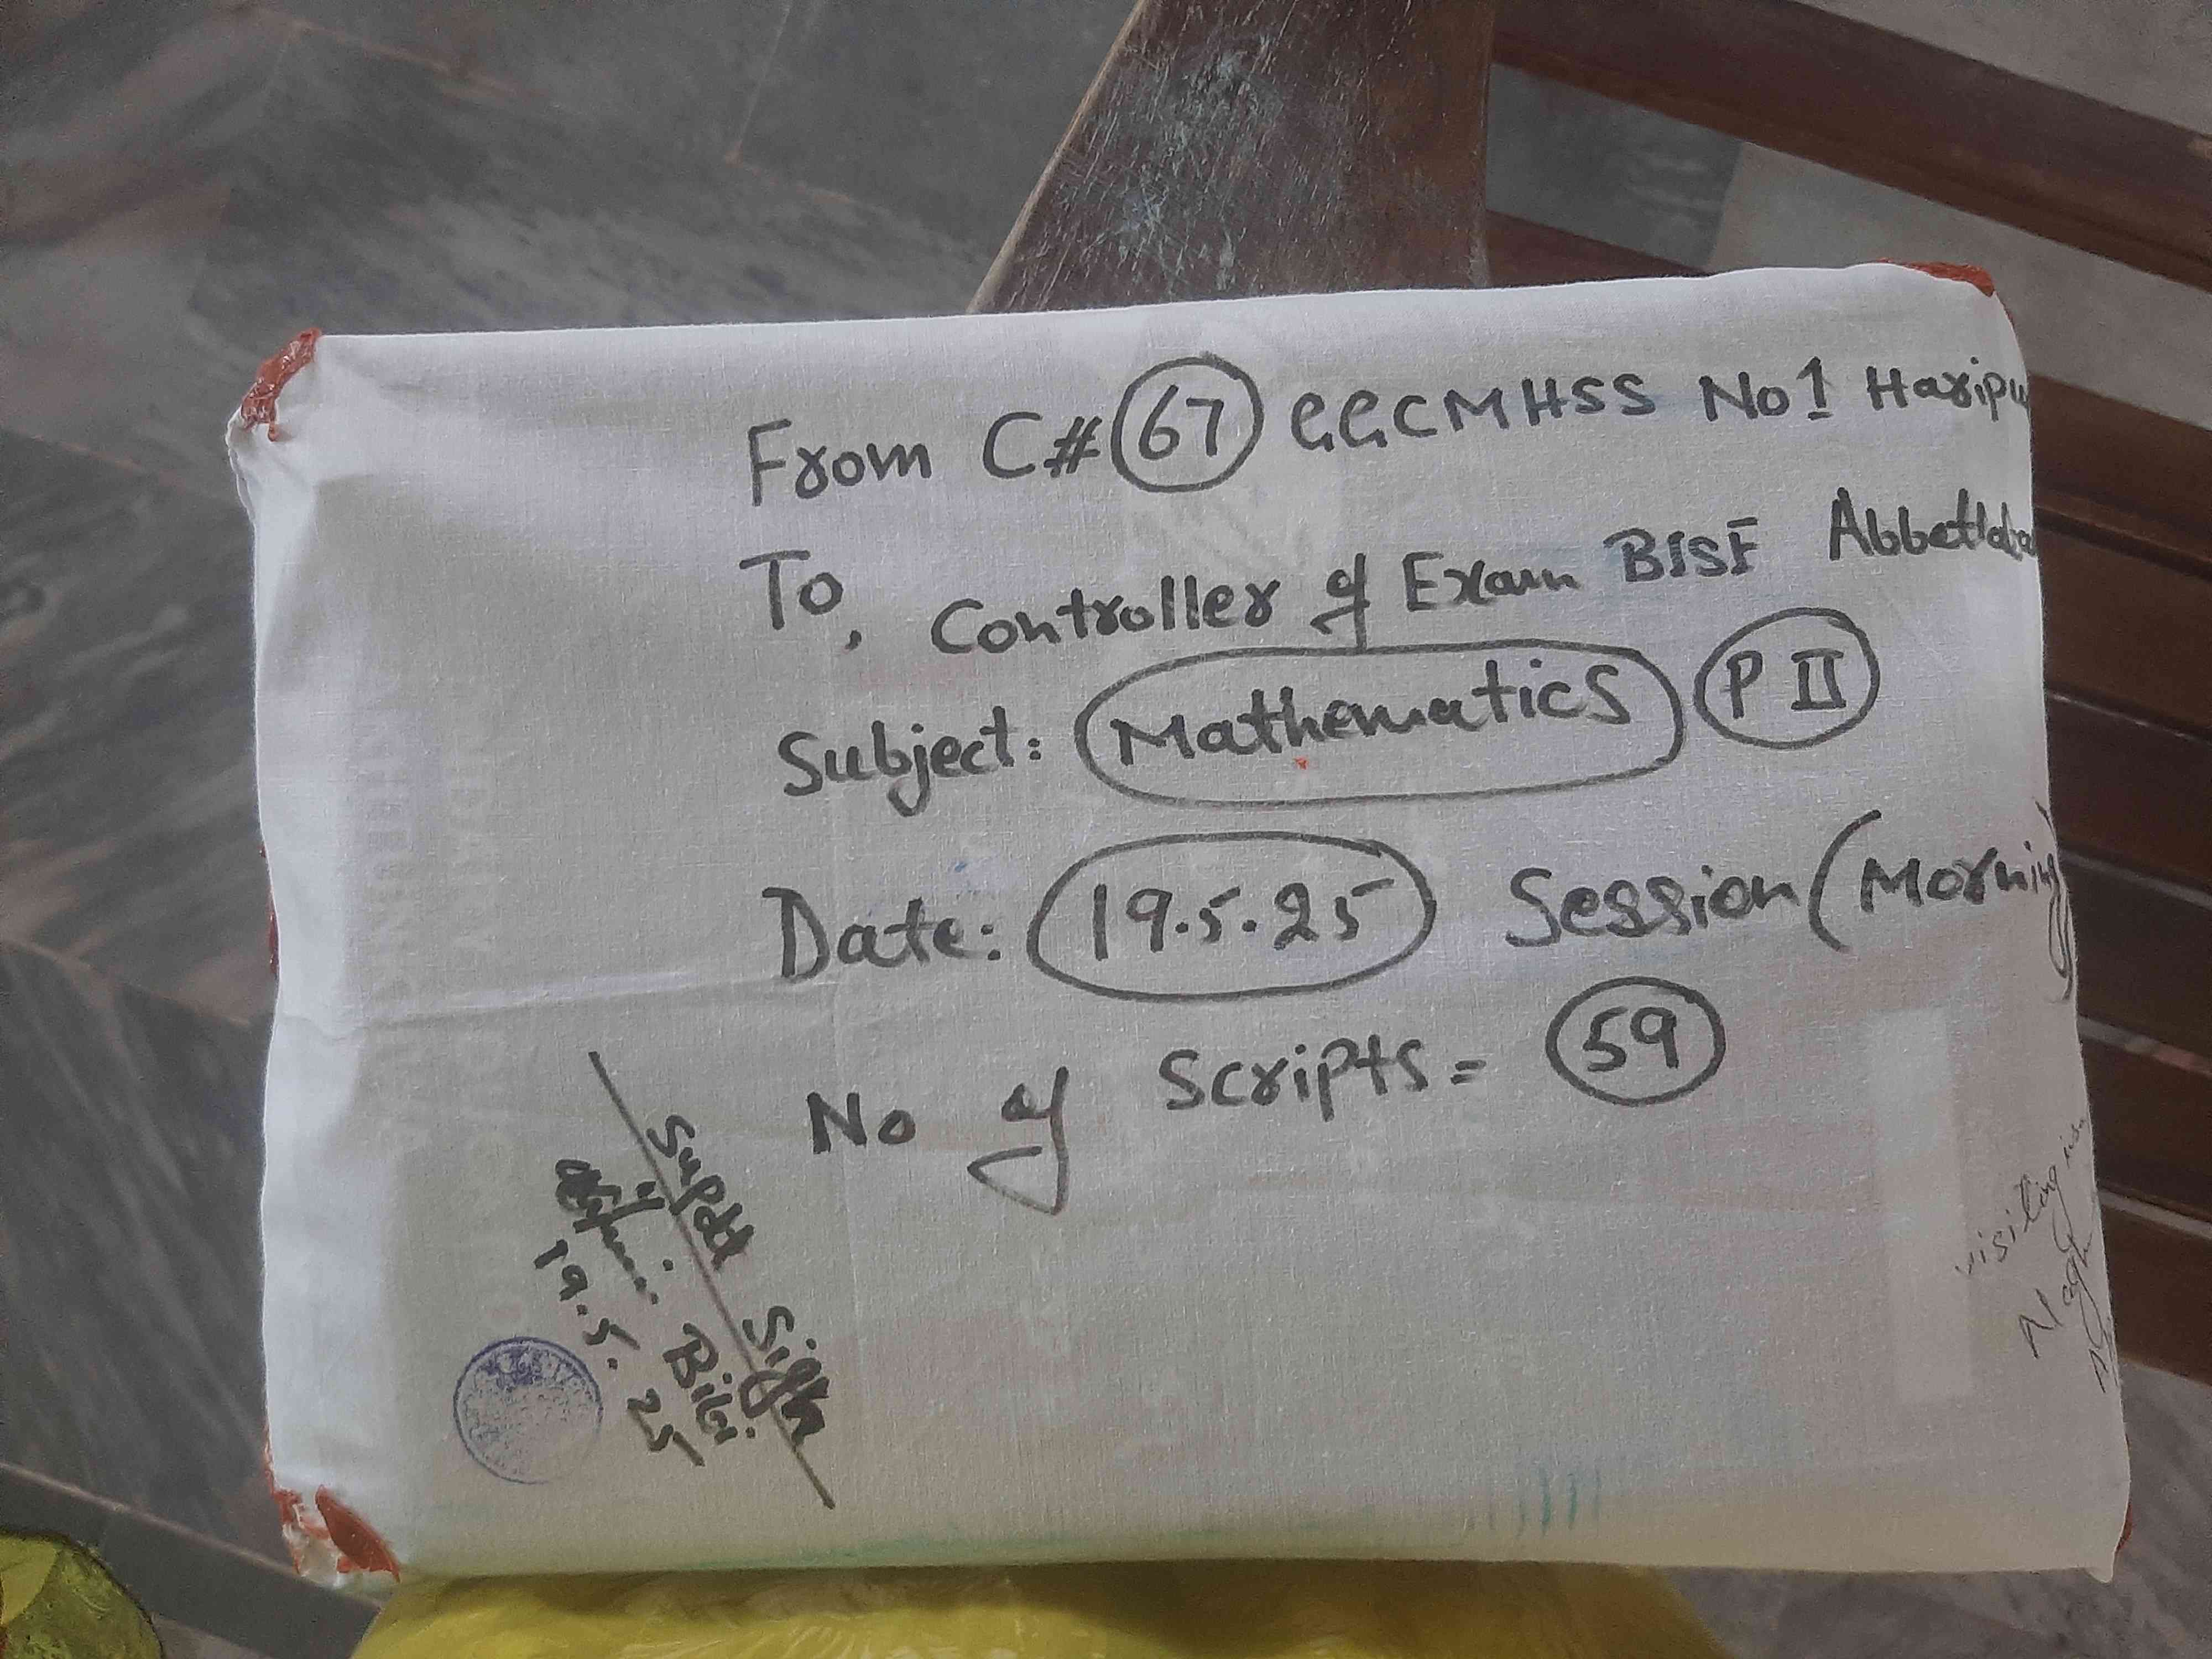 From C# 67 GGCMHSS No 1 Haripu
To, Controller of Exam BISE Abbottaba
Subject: Mathematics P II
Date: 19.5.25 Session (Morning)
No of Scripts = 59
Supdt Sign
Bibi
19.5.25
visiting